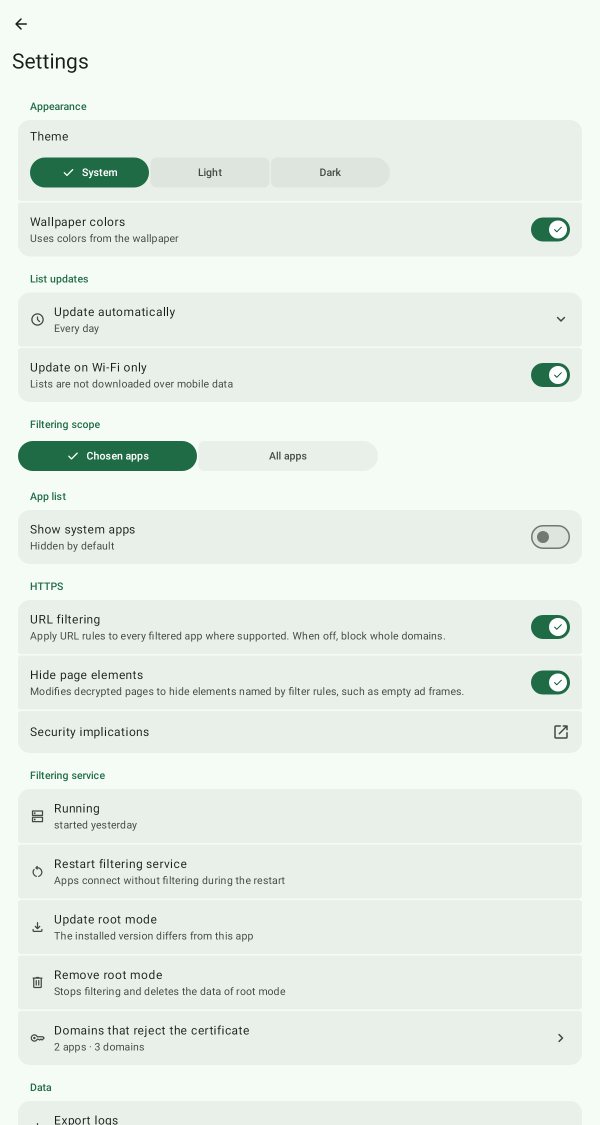 Settings
Appearance
Theme
System
Light
Dark
Wallpaper colors
Uses colors from the wallpaper
List updates
Update automatically
Every day
Update on Wi-Fi only
Lists are not downloaded over mobile data
Filtering scope
Chosen apps
All apps
App list
Show system apps
Hidden by default
HTTPS
URL filtering
Apply URL rules to every filtered app where supported. When off, block whole domains.
Hide page elements
Modifies decrypted pages to hide elements named by filter rules, such as empty ad frames.
Security implications
Filtering service
Running
started yesterday
Restart filtering service
Apps connect without filtering during the restart
Update root mode
The installed version differs from this app
Remove root mode
Stops filtering and deletes the data of root mode
Domains that reject the certificate
2 apps · 3 domains
Data
Export logs